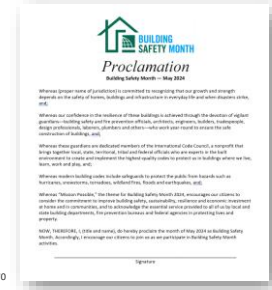 BUILDING
SAFETY MONTH
Proclamation
Building Safety Month — May 2024
Whereas (proper name of jurisdiction) is committed to recognizing that our growth and strength
depends on the safety of homes, buildings and infrastructure in everyday life and when disasters strike,
and;
Whereas our confidence in the resilience of these buildings is achieved through the devotion of vigilant
guardians—building safety and fire prevention officials, architects, engineers, builders, tradespeople,
design professionals, laborers, plumbers and others—who work year-round to ensure the safe
construction of buildings, and;
Whereas these guardians are dedicated members of the International Code Council, a nonprofit that
brings together local, state, territorial, tribal and federal officials who are experts in the built
environment to create and implement the highest-quality codes to protect us in buildings where we live,
learn, work and play, and;
Whereas modern building codes include safeguards to protect the public from hazards such as
hurricanes, snowstorms, tornadoes, wildland fires, floods and earthquakes, and;
Whereas “Mission Possible,” the theme for Building Safety Month 2024, encourages our citizens to
consider the commitment to improve building safety, sustainability, resilience and economic investment
at home and in communities, and to acknowledge the essential service provided to all of us by local and
state building departments, fire prevention bureaus and federal agencies in protecting lives and
property.
NOW, THEREFORE, I, (title and name), do hereby proclaim the month of May 2024 as Building Safety
Month. Accordingly, I encourage our citizens to join us as we participate in Building Safety Month
activities.
Signature
0